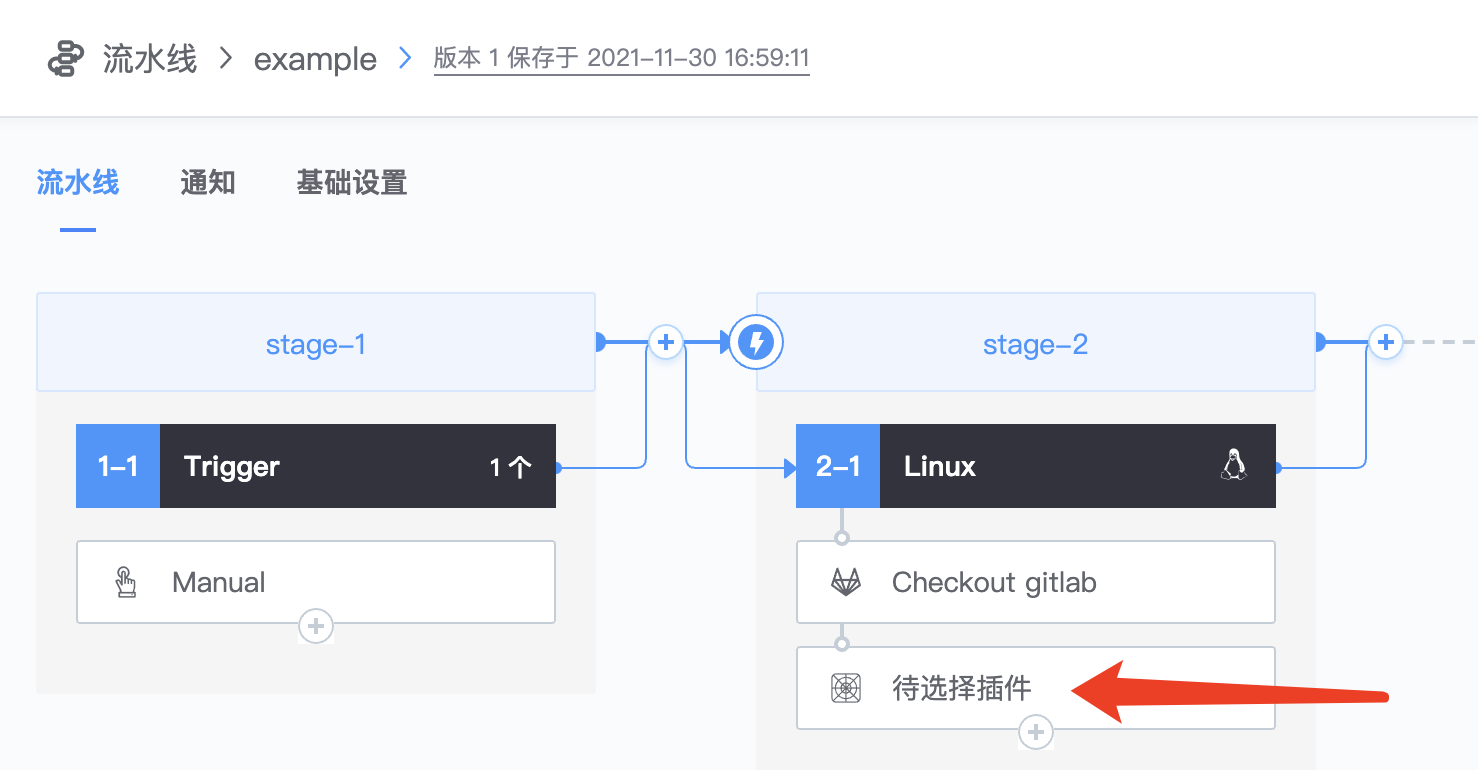 流水线 > example > 版本 1 保存于 2021-11-30 16:59:11
流水线 通知 基础设置
stage-1
stage-2
1-1 Trigger 1 个
Manual
2-1 Linux
Checkout gitlab
待选择插件